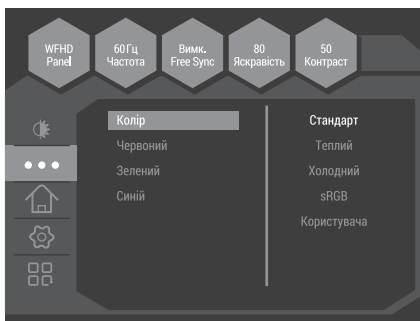 WFHD
Panel
60 Гц
Частота
Вимк.
Free Sync
80
Яскравість
50
Контраст
Колір
Червоний
Зелений
Синій
Стандарт
Теплий
Холодний
sRGB
Користувача